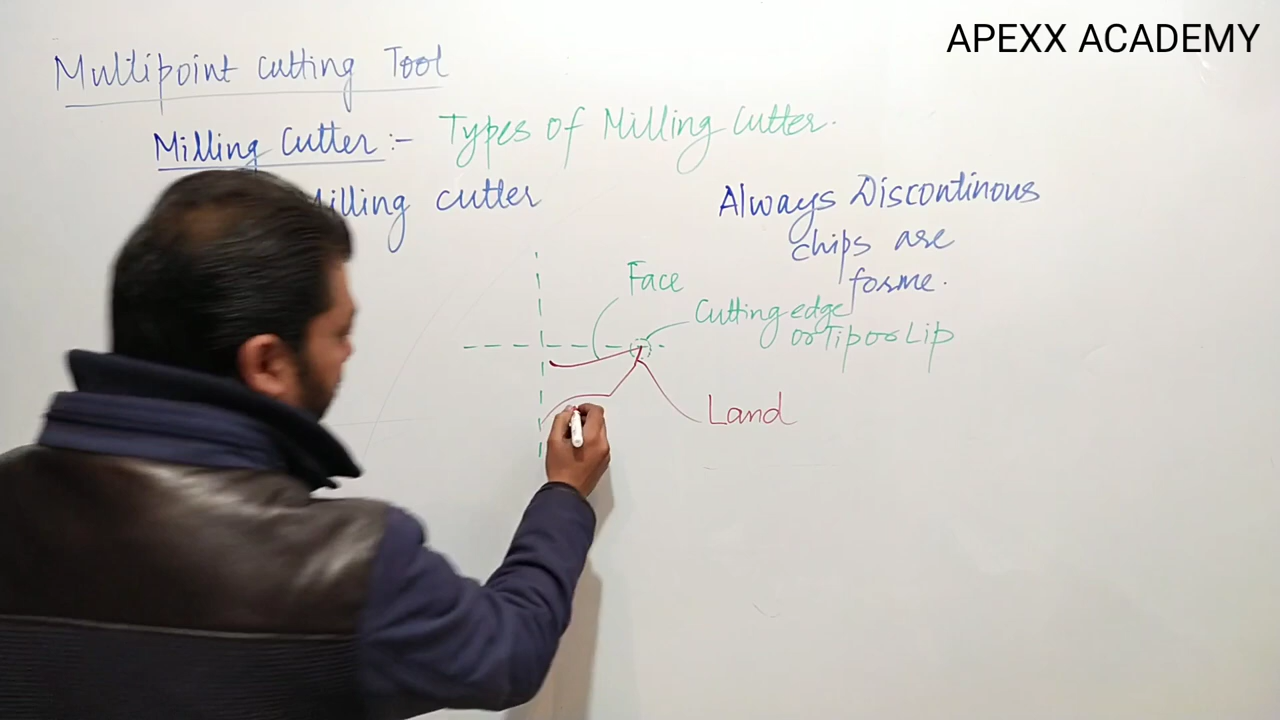 APEXX ACADEMY
Multipoint Cutting Tool
Milling Cutter :- Types of Milling Cutter.
Milling cutter
Always Discontinous
chips are
forme.
Face
Cutting edge
or Tip or Lip
Land